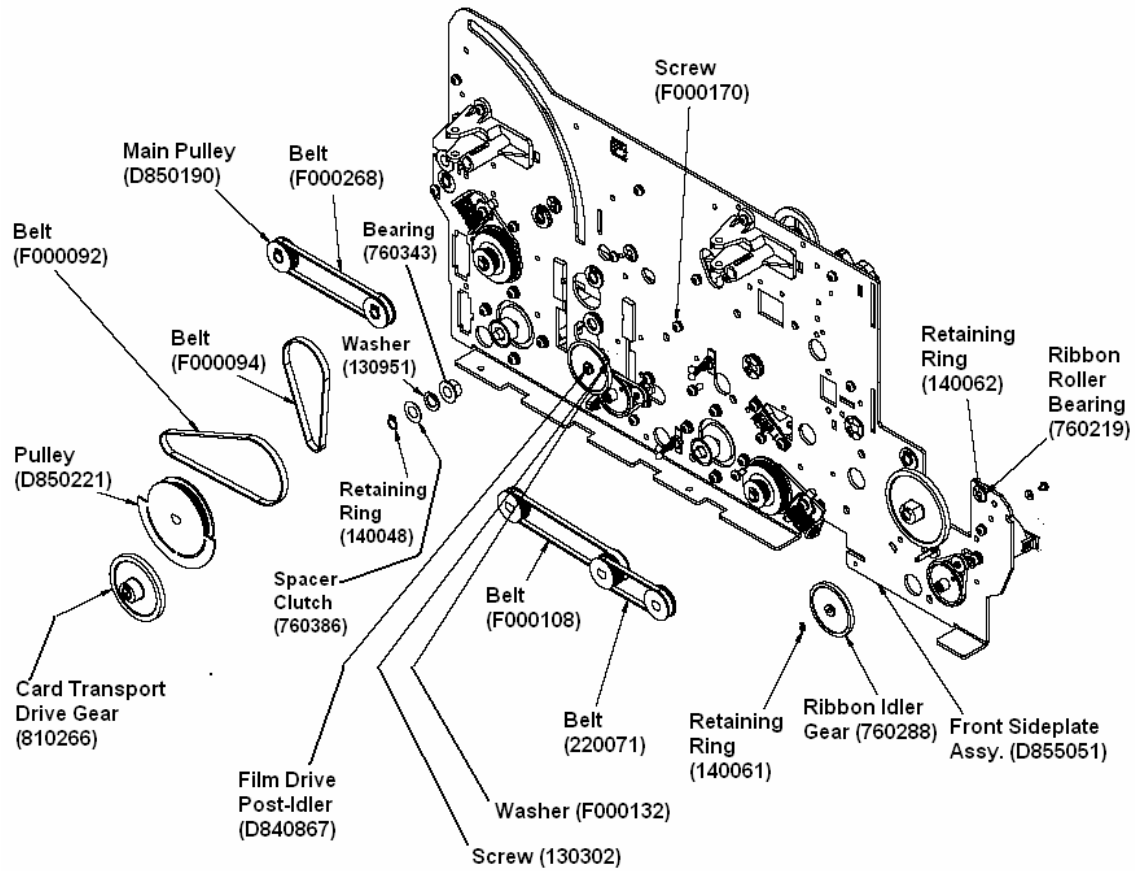 Screw
(F000170)
Main Pulley
(D850190)
Belt
(F000268)
Belt
(F000092)
Bearing
(760343)
Belt
(F000094)
Washer
(130951)
Retaining
Ring
(140062)
Ribbon
Roller
Bearing
(760219)
Pulley
(D850221)
Retaining
Ring
(140048)
Spacer
Clutch
(760386)
Belt
(F000108)
Card Transport
Drive Gear
(810266)
Belt
(220071)
Retaining
Ring
(140061)
Ribbon Idler
Gear (760288)
Front Sideplate
Assy. (D855051)
Film Drive
Post-Idler
(D840867)
Washer (F000132)
Screw (130302)